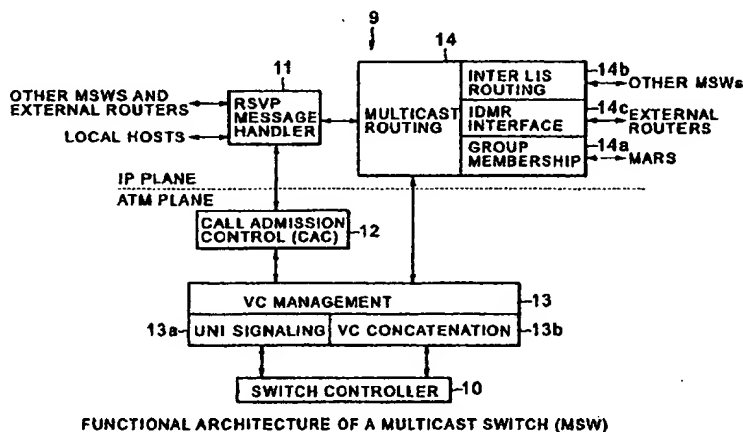 9
11
14
OTHER MSWS AND
EXTERNAL ROUTERS
LOCAL HOSTS
RSVP
MESSAGE
HANDLER
MULTICAST
ROUTING
INTER LIS
ROUTING
14b
OTHER MSWs
IDMR
INTERFACE
14c
EXTERNAL
ROUTERS
GROUP
MEMBERSHIP
14a
MARS
IP PLANE
ATM PLANE
CALL ADMISSION
CONTROL (CAC)
12
VC MANAGEMENT
13
13a
UNI SIGNALING
VC CONCATENATION
13b
SWITCH CONTROLLER
10
FUNCTIONAL ARCHITECTURE OF A MULTICAST SWITCH (MSW)